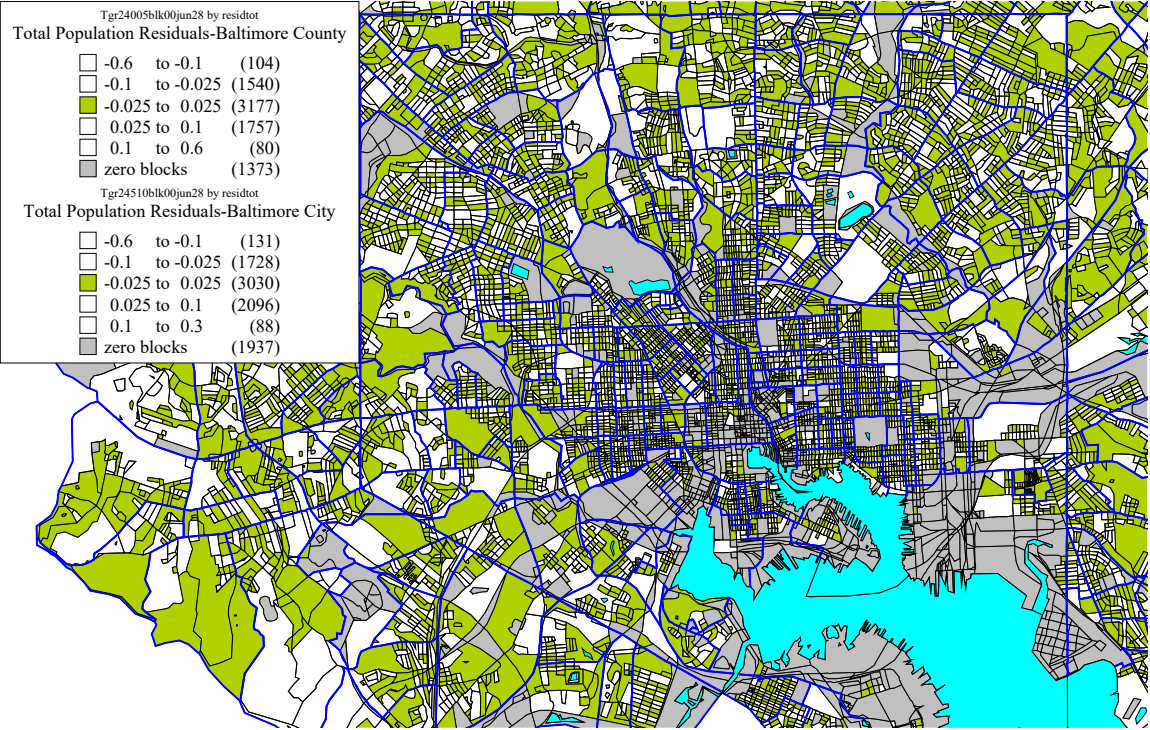 Tgr24005blk00jun28 by residtot
Total Population Residuals-Baltimore County
-0.6 to -0.1 (104)
-0.1 to -0.025 (1540)
-0.025 to 0.025 (3177)
0.025 to 0.1 (1757)
0.1 to 0.6 (80)
zero blocks (1373)
Tgr24510blk00jun28 by residtot
Total Population Residuals-Baltimore City
-0.6 to -0.1 (131)
-0.1 to -0.025 (1728)
-0.025 to 0.025 (3030)
0.025 to 0.1 (2096)
0.1 to 0.3 (88)
zero blocks (1937)